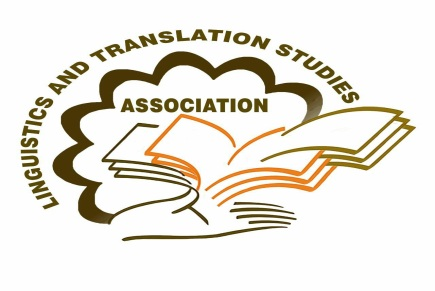 LINGUISTICS AND TRANSLATION STUDIES
ASSOCIATION